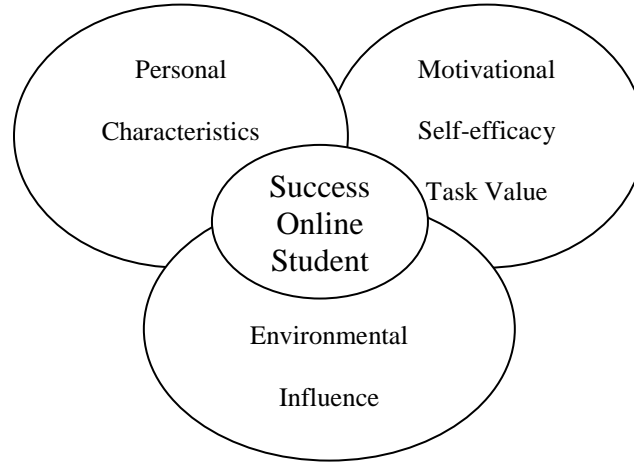 Personal
Characteristics
Motivational
Self-efficacy
Task Value
Success
Online
Student
Environmental
Influence